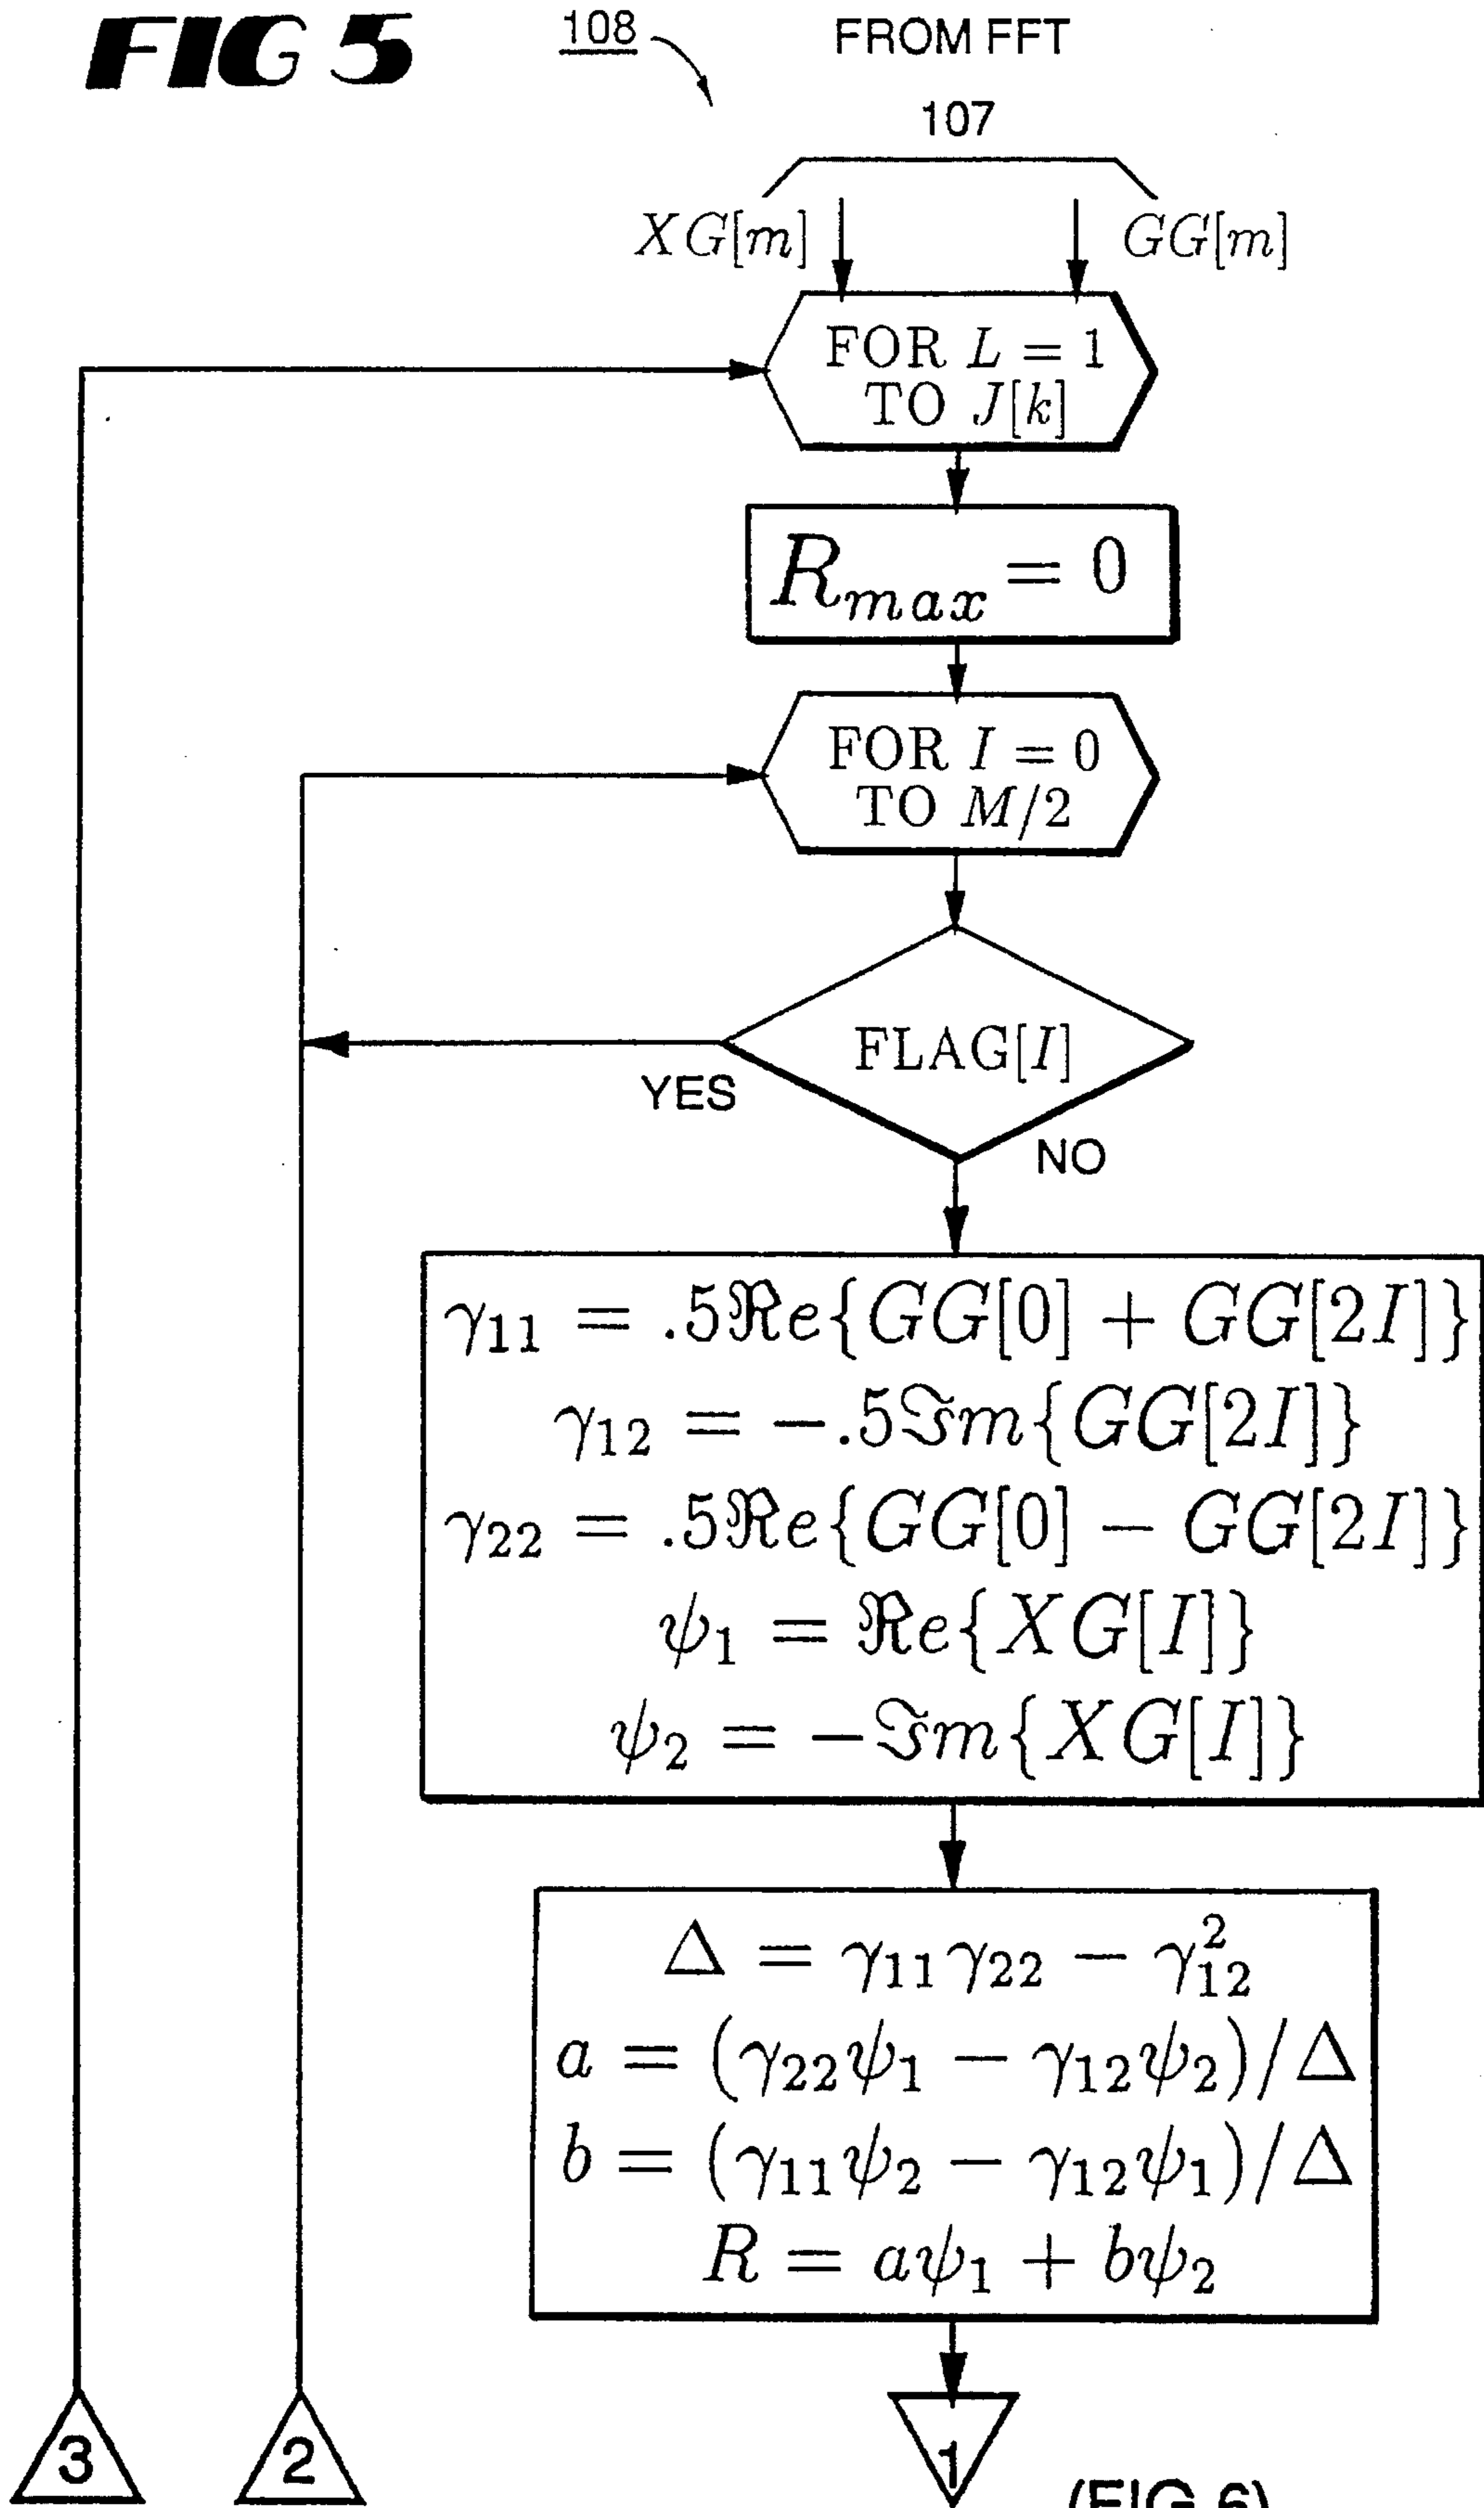 FIG 5
108
FROM FFT
107
XG[m]
GG[m]
FOR L = 1
TO J[k]
R_max = 0
FOR I = 0
TO M/2
FLAG[I]
YES
NO
γ₁₁ = .5ℜe{GG[0] + GG[2I]}
γ₁₂ = −.5ℑm{GG[2I]}
γ₂₂ = .5ℜe{GG[0] − GG[2I]}
ψ₁ = ℜe{XG[I]}
ψ₂ = −ℑm{XG[I]}
Δ = γ₁₁γ₂₂ − γ₁₂²
a = (γ₂₂ψ₁ − γ₁₂ψ₂)/Δ
b = (γ₁₁ψ₂ − γ₁₂ψ₁)/Δ
R = aψ₁ + bψ₂
3
2
1
(FIG 6)